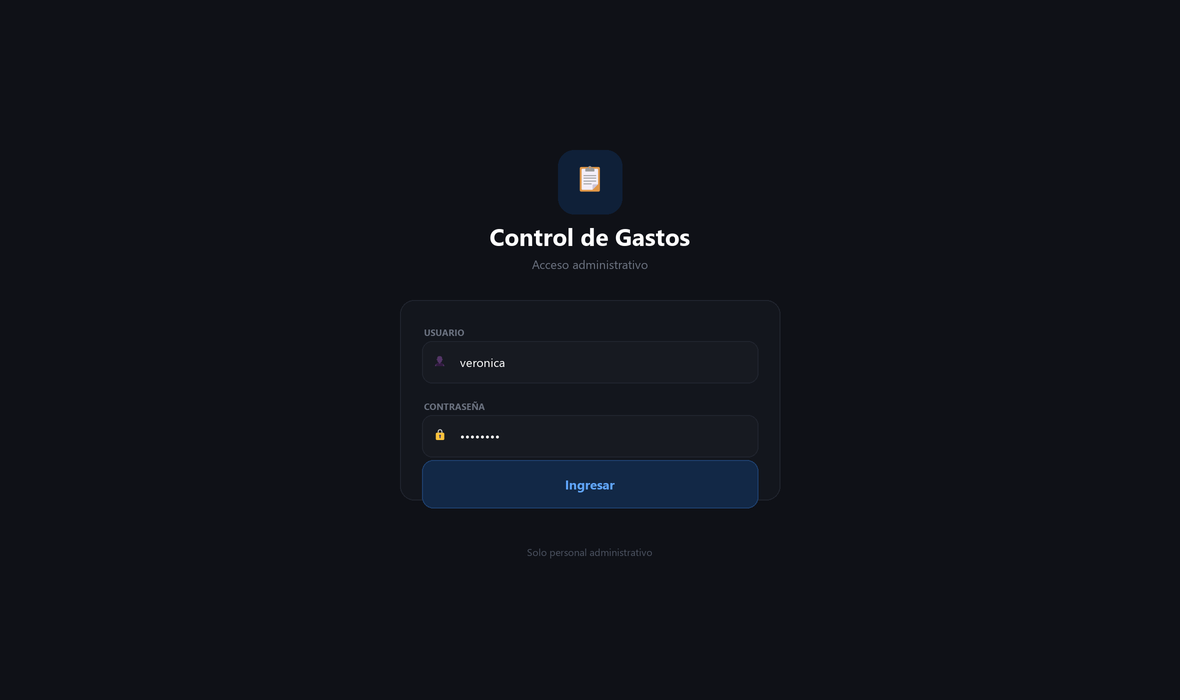 Control de Gastos
Acceso administrativo
USUARIO
veronica
CONTRASEÑA
••••••••
Ingresar
Solo personal administrativo